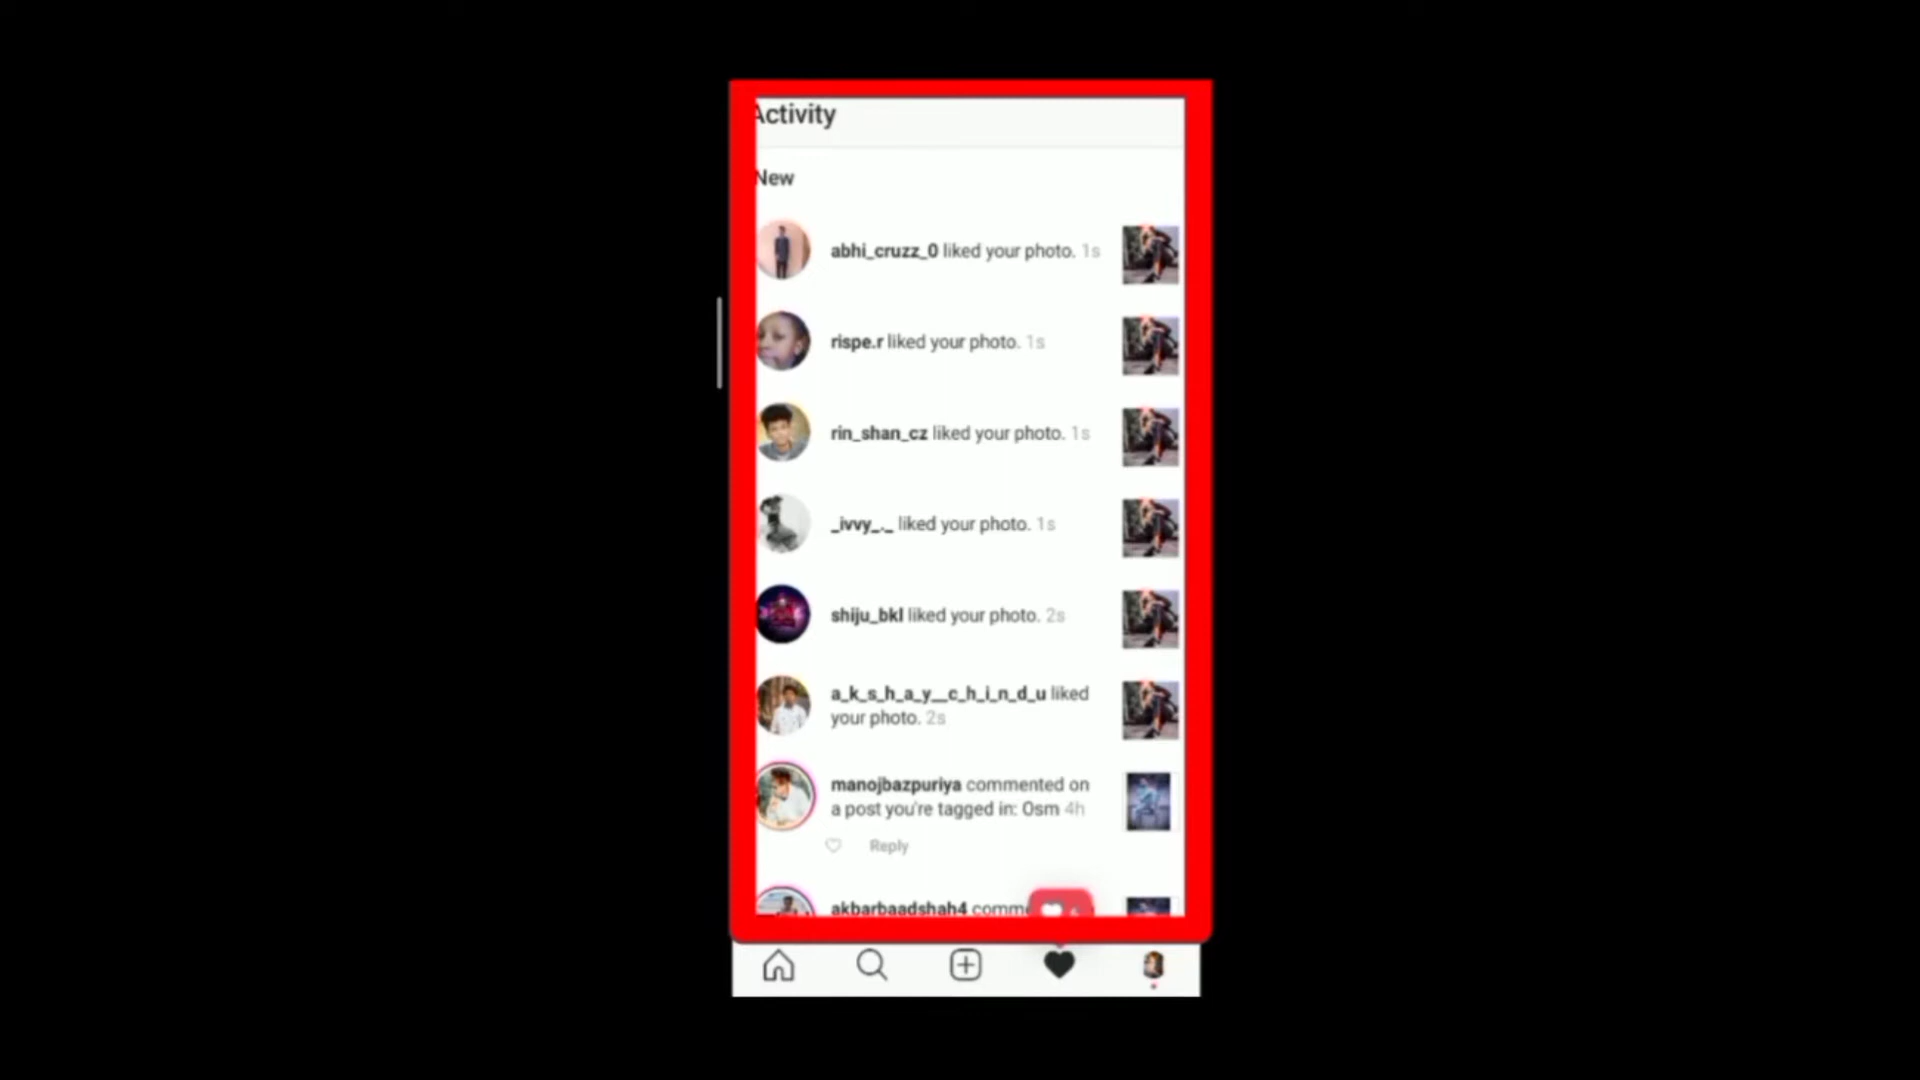 Activity
New
abhi_cruzz_0 liked your photo. 1s
rispe.r liked your photo. 1s
rin_shan_cz liked your photo. 1s
_ivvy_._ liked your photo. 1s
shiju_bkl liked your photo. 2s
a_k_s_h_a_y__c_h_i_n_d_u liked
your photo. 2s
manojbazpuriya commented on
a post you're tagged in: Osm 4h
Reply
akbarbaadshah4